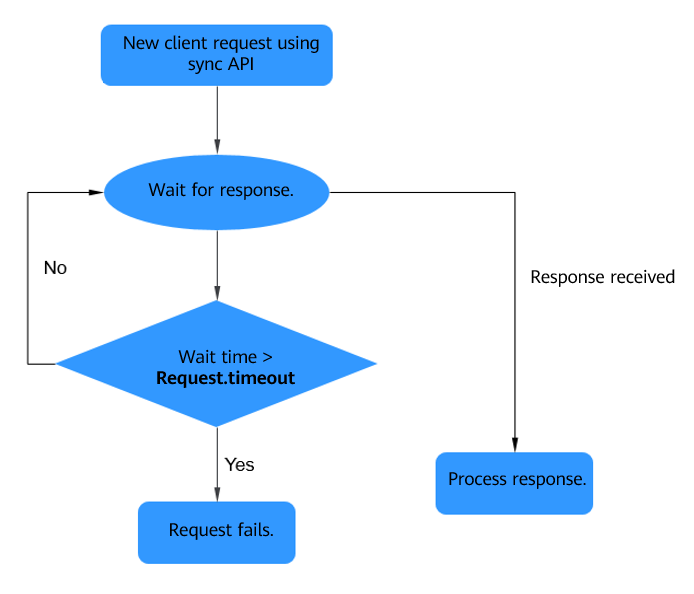 New client request using
sync API
Wait for response.
No
Response received
Wait time >
Request.timeout
Yes
Process response.
Request fails.